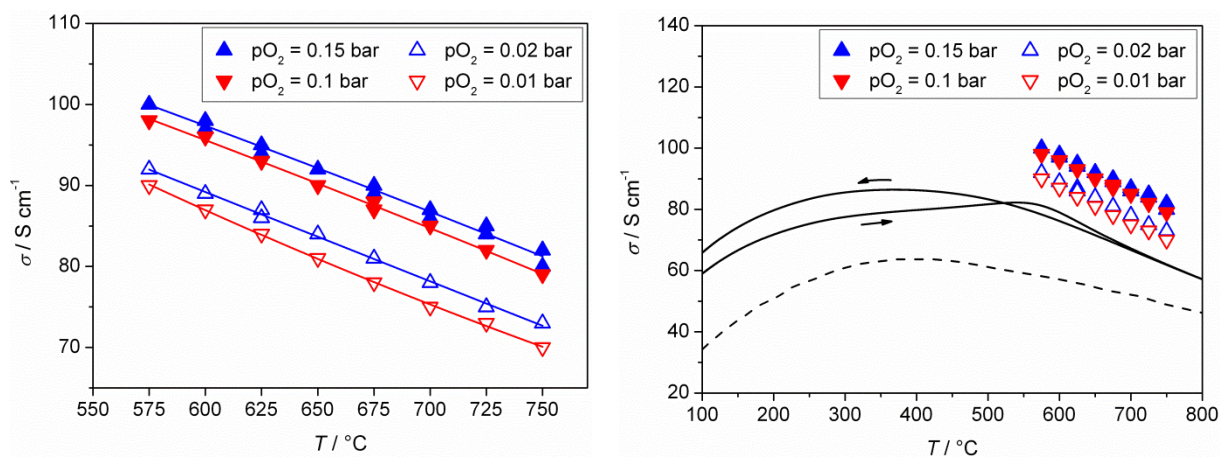 pO2 = 0.15 bar pO2 = 0.02 bar
pO2 = 0.1 bar pO2 = 0.01 bar
110
100
90
80
70
σ / S cm-1
550 575 600 625 650 675 700 725 750
T / °C
pO2 = 0.15 bar pO2 = 0.02 bar
pO2 = 0.1 bar pO2 = 0.01 bar
140
120
100
80
60
40
20
σ / S cm-1
100 200 300 400 500 600 700 800
T / °C